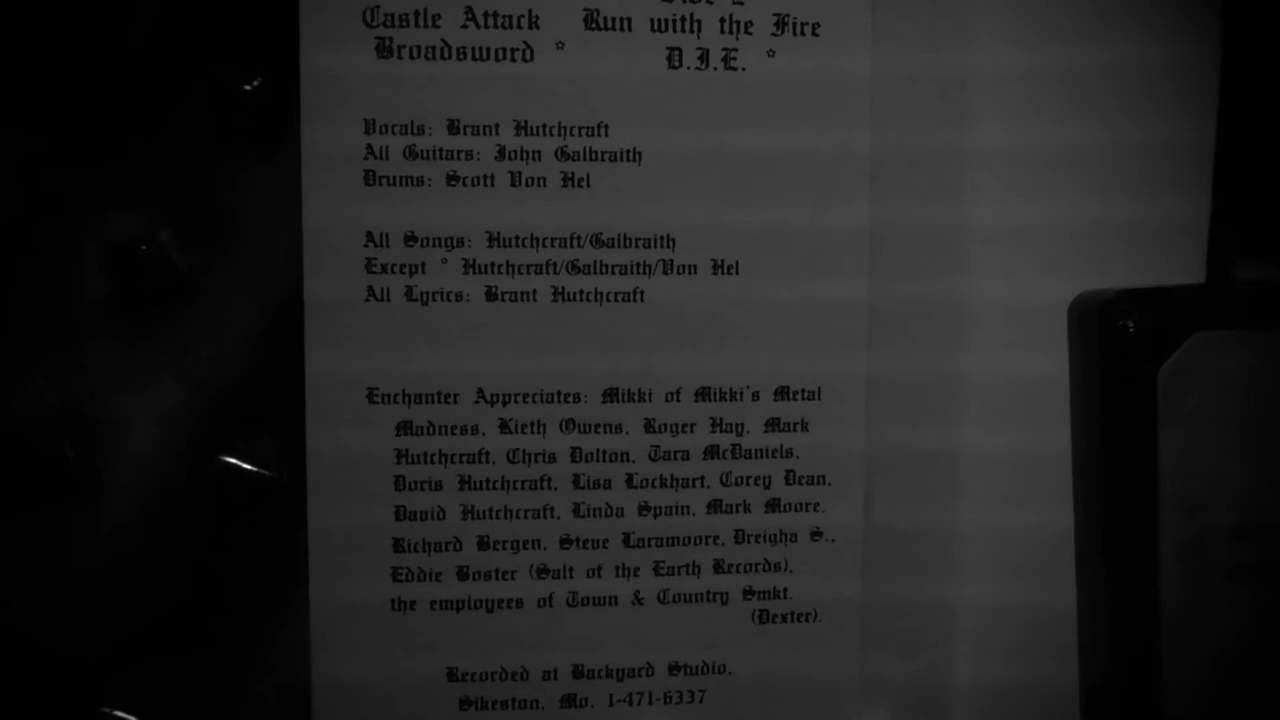 Castle Attack Run with the Fire
Broadsword * D.I.E. *
Vocals: Brant Hutchcraft
All Guitars: John Galbraith
Drums: Scott Von Hel
All Songs: Hutchcraft/Galbraith
Except * Hutchcraft/Galbraith/Von Hel
All Lyrics: Brant Hutchcraft
Enchanter Appreciates: Mikki of Mikki's Metal
Madness, Kieth Owens, Roger Hay, Mark
Hutchcraft, Chris Dolton, Tara McDaniels,
Doris Hutchcraft, Lisa Lockhart, Corey Dean,
David Hutchcraft, Linda Spain, Mark Moore,
Richard Bergen, Steve Laramoore, Dreigha S.,
Eddie Boster (Salt of the Earth Records),
the employees of Town & Country Smkt.
(Dexter).
Recorded at Backyard Studio,
Sikeston, Mo. 1-471-6337